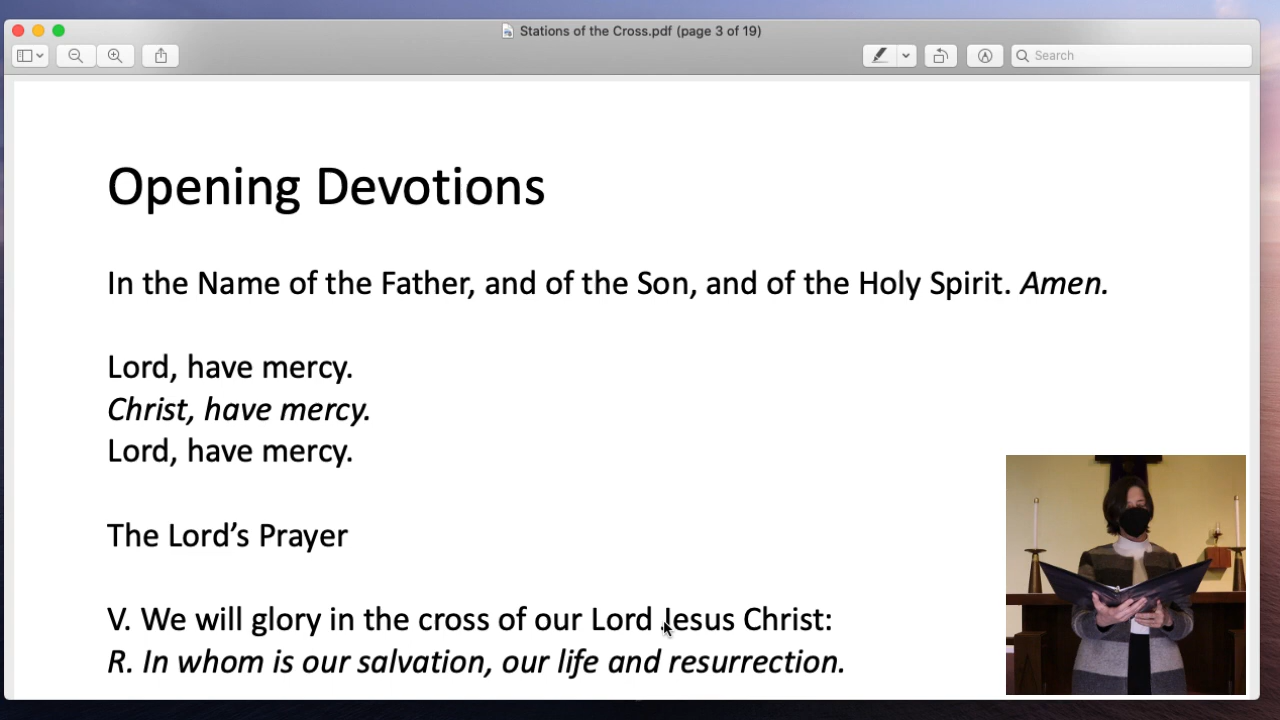 Stations of the Cross.pdf (page 3 of 19)
Search
Opening Devotions
In the Name of the Father, and of the Son, and of the Holy Spirit. Amen.
Lord, have mercy.
Christ, have mercy.
Lord, have mercy.
The Lord’s Prayer
V. We will glory in the cross of our Lord Jesus Christ:
R. In whom is our salvation, our life and resurrection.